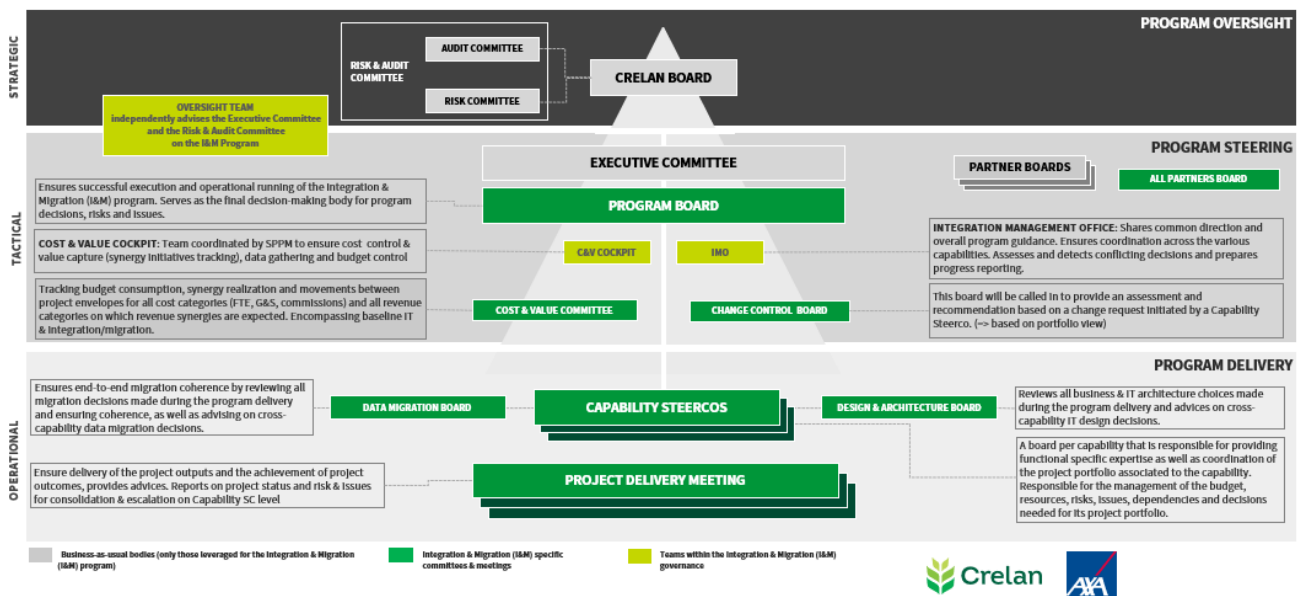 PROGRAM OVERSIGHT
STRATEGIC
RISK & AUDIT
COMMITTEE
AUDIT COMMITTEE
RISK COMMITTEE
CRELAN BOARD
OVERSIGHT TEAM
independently advises the Executive Committee
and the Risk & Audit Committee
on the I&M Program
PROGRAM STEERING
TACTICAL
EXECUTIVE COMMITTEE
PARTNER BOARDS
ALL PARTNERS BOARD
Ensures successful execution and operational running of the Integration &
Migration (I&M) program. Serves as the final decision-making body for program
decisions, risks and issues.
PROGRAM BOARD
COST & VALUE COCKPIT: Team coordinated by SPPM to ensure cost control &
value capture (synergy initiatives tracking), data gathering and budget control
C&V COCKPIT
IMO
INTEGRATION MANAGEMENT OFFICE: Shares common direction and
overall program guidance. Ensures coordination across the various
capabilities. Assesses and detects conflicting decisions and prepares
progress reporting.
Tracking budget consumption, synergy realization and movements between
project envelopes for all cost categories (FTE, G&S, commissions) and all revenue
categories on which revenue synergies are expected. Encompassing baseline IT
& integration/migration.
COST & VALUE COMMITTEE
CHANGE CONTROL BOARD
This board will be called in to provide an assessment and
recommendation based on a change request initiated by a Capability
Steerco. (~> based on portfolio view)
PROGRAM DELIVERY
OPERATIONAL
Ensures end-to-end migration coherence by reviewing all
migration decisions made during the program delivery
and ensuring coherence, as well as advising on cross-
capability data migration decisions.
DATA MIGRATION BOARD
CAPABILITY STEERCOS
DESIGN & ARCHITECTURE BOARD
Reviews all business & IT architecture choices made
during the program delivery and advices on cross-
capability IT design decisions.
Ensure delivery of the project outputs and the achievement of project
outcomes, provides advices. Reports on project status and risk & issues
for consolidation & escalation on Capability SC level
PROJECT DELIVERY MEETING
A board per capability that is responsible for providing
functional specific expertise as well as coordination of
the project portfolio associated to the capability.
Responsible for the management of the budget,
resources, risks, issues, dependencies and decisions
needed for its project portfolio.
Business-as-usual bodies (only those leveraged for the Integration & Migration
(I&M) program)
Integration & Migration (I&M) specific
committees & meetings
Teams within the Integration & Migration (I&M)
governance
Crelan
AXA